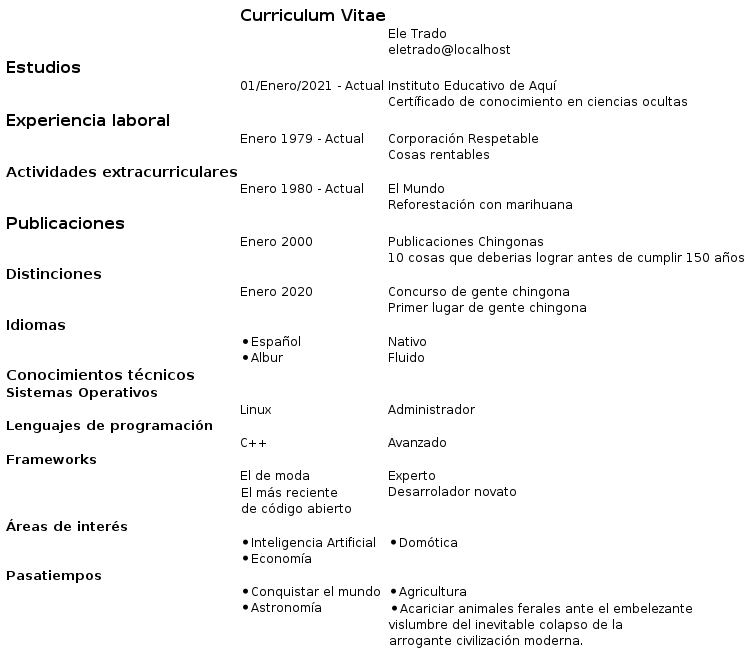 Curriculum Vitae
Ele Trado
eletrado@localhost
Estudios
01/Enero/2021 - Actual Instituto Educativo de Aquí
Certíficado de conocimiento en ciencias ocultas
Experiencia laboral
Enero 1979 - Actual Corporación Respetable
Cosas rentables
Actividades extracurriculares
Enero 1980 - Actual El Mundo
Reforestación con marihuana
Publicaciones
Enero 2000 Publicaciones Chingonas
10 cosas que deberias lograr antes de cumplir 150 años
Distinciones
Enero 2020 Concurso de gente chingona
Primer lugar de gente chingona
Idiomas
•Español Nativo
•Albur Fluido
Conocimientos técnicos
Sistemas Operativos
Linux Administrador
Lenguajes de programación
C++ Avanzado
Frameworks
El de moda Experto
El más reciente Desarrolador novato
de código abierto
Áreas de interés
•Inteligencia Artificial •Domótica
•Economía
Pasatiempos
•Conquistar el mundo •Agricultura
•Astronomía •Acariciar animales ferales ante el embelezante
vislumbre del inevitable colapso de la
arrogante civilización moderna.